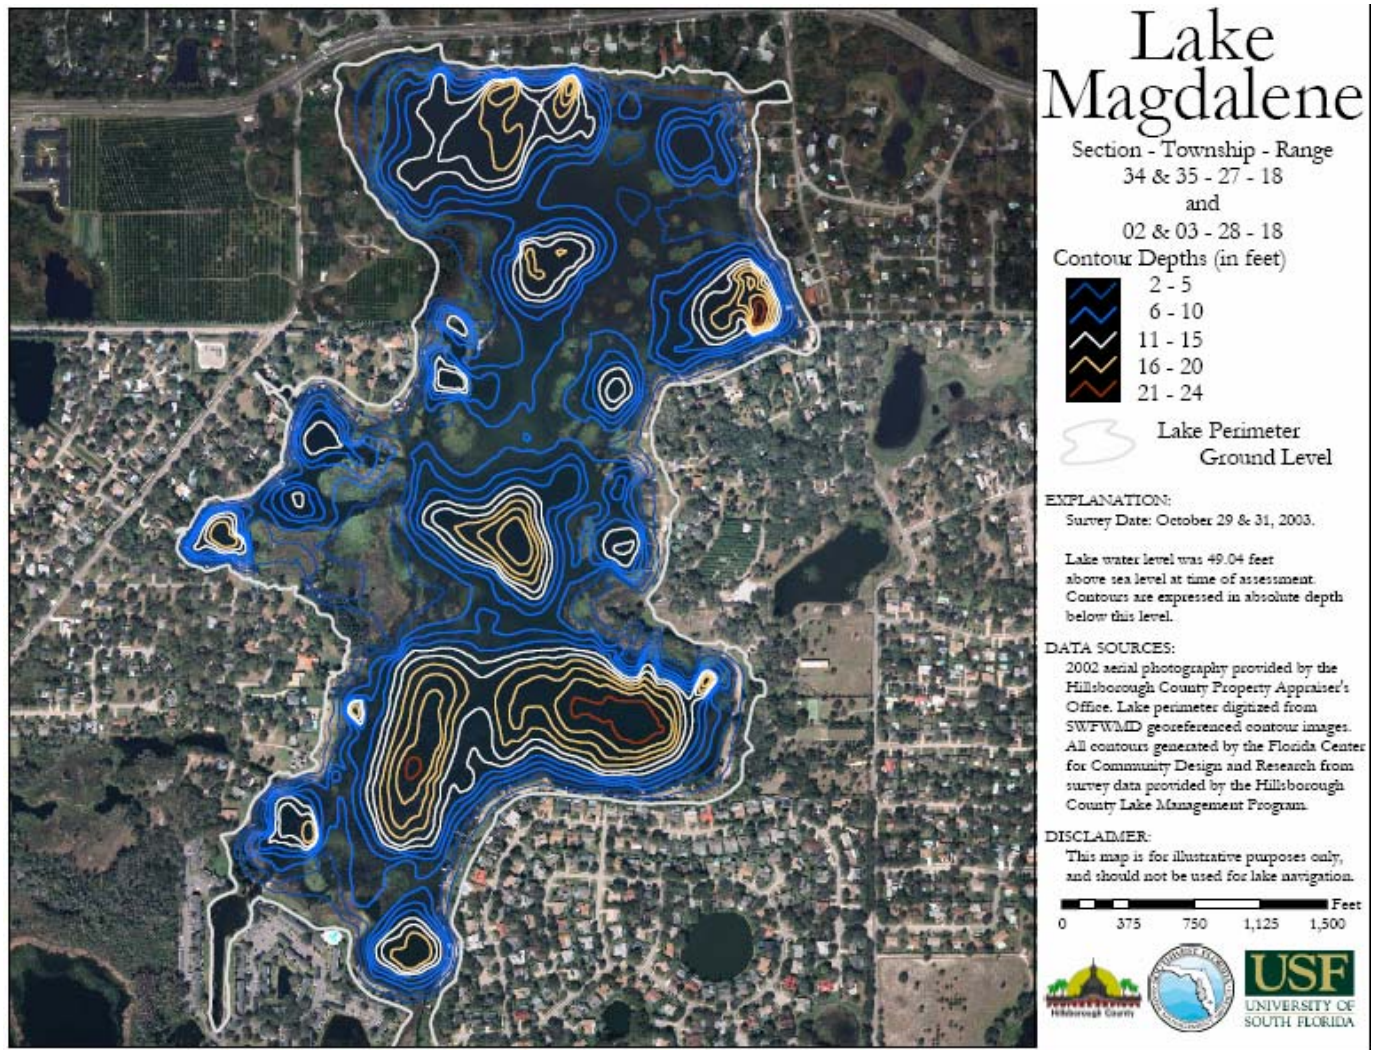 Lake
Magdalene
Section - Township - Range
34 & 35 - 27 - 18
and
02 & 03 - 28 - 18
Contour Depths (in feet)
2 - 5
6 - 10
11 - 15
16 - 20
21 - 24
Lake Perimeter
Ground Level
EXPLANATION:
Survey Date: October 29 & 31, 2003.
Lake water level was 49.04 feet
above sea level at time of assessment.
Contours are expressed in absolute depth
below this level.
DATA SOURCES:
2002 aerial photography provided by the
Hillsborough County Property Appraiser's
Office. Lake perimeter digitized from
SWFWMD georeferenced contour images.
All contours generated by the Florida Center
for Community Design and Research from
survey data provided by the Hillsborough
County Lake Management Program.
DISCLAIMER:
This map is for illustrative purposes only,
and should not be used for lake navigation.
Feet
0 375 750 1,125 1,500
Hillsborough County
USF
UNIVERSITY OF
SOUTH FLORIDA